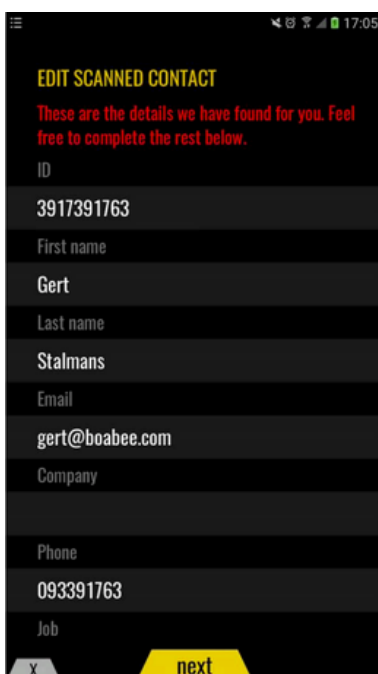 17:05
EDIT SCANNED CONTACT
These are the details we have found for you. Feel
free to complete the rest below.
ID
3917391763
First name
Gert
Last name
Stalmans
Email
gert@boabee.com
Company
Phone
093391763
Job
X
next